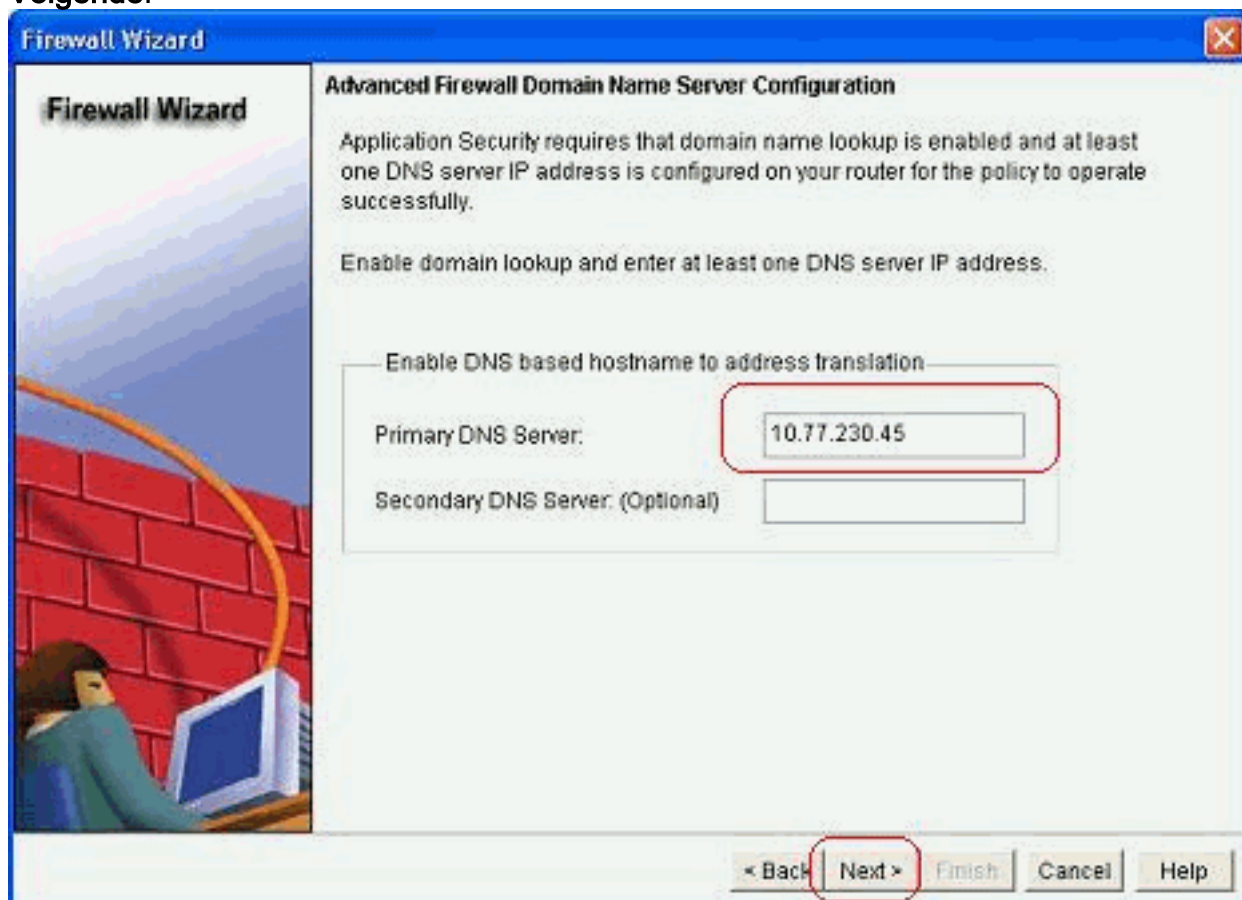 Volgende.
Firewall Wizard
Firewall Wizard
Advanced Firewall Domain Name Server Configuration
Application Security requires that domain name lookup is enabled and at least
one DNS server IP address is configured on your router for the policy to operate
successfully.
Enable domain lookup and enter at least one DNS server IP address.
Enable DNS based hostname to address translation
Primary DNS Server:
10.77.230.45
Secondary DNS Server: (Optional)
< Back
Next >
Finish
Cancel
Help